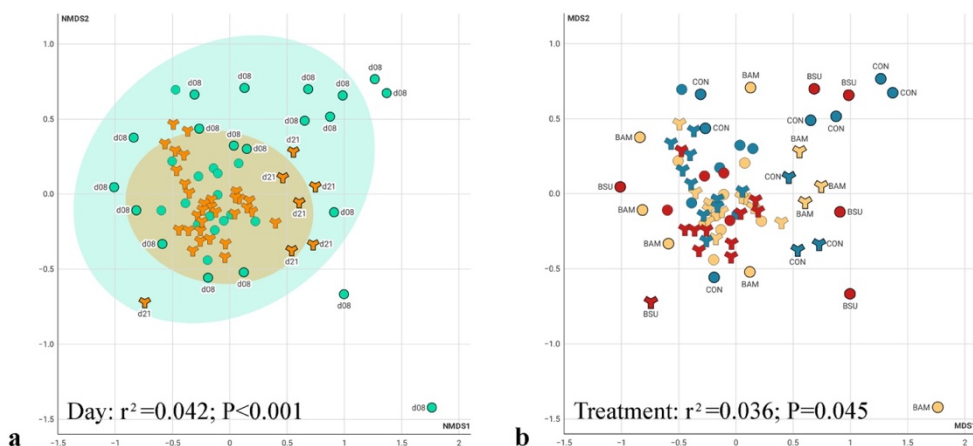 NMDS2
1.0
0.5
0.0
-0.5
-1.0
-1.5
-1.5
-1
-0.5
0
0.5
1
1.5
2
NMDS1
d08
d08
d08
d08
d08
d08
d08
d08
d08
d08
d08
d08
d21
d21
d21
d08
d21
d08
d08
d08
d21
d21
d08
d08
d21
d08
Day: r²=0.042; P<0.001
a
MDS2
1.0
0.5
0.0
-0.5
-1.0
-1.5
-1.5
-1
-0.5
0
0.5
1
1.5
2
MDS
CON
BSU
BSU
CON
BAM
CON
CON
CON
CON
BAM
BAM
CON
BAM
BSU
BAM
BSU
BAM
BAM
CON
CON
BSU
CON
BAM
BSU
BAM
Treatment: r²=0.036; P=0.045
b